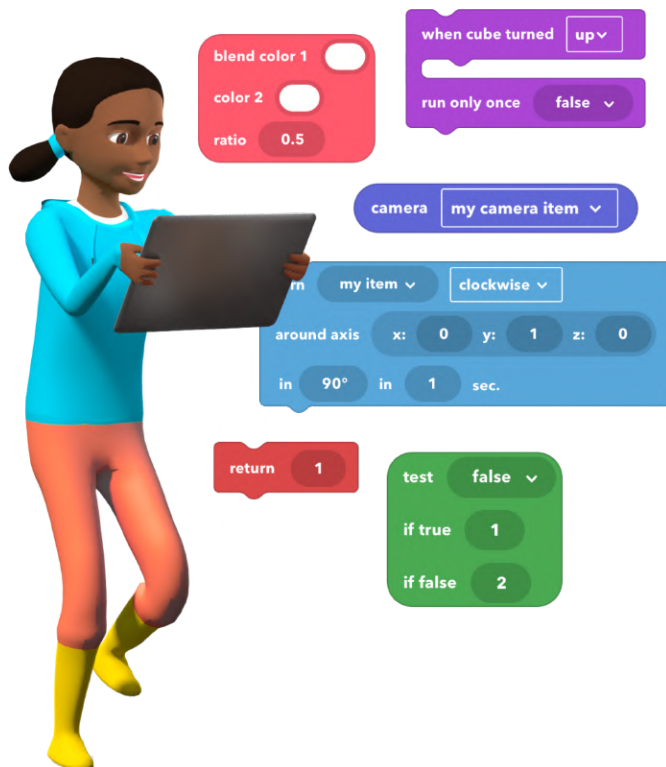 blend color 1
color 2
ratio 0.5
when cube turned up
run only once false
camera my camera item
my item clockwise
around axis x: 0 y: 1 z: 0
in 90° in 1 sec.
return 1
test false
if true 1
if false 2